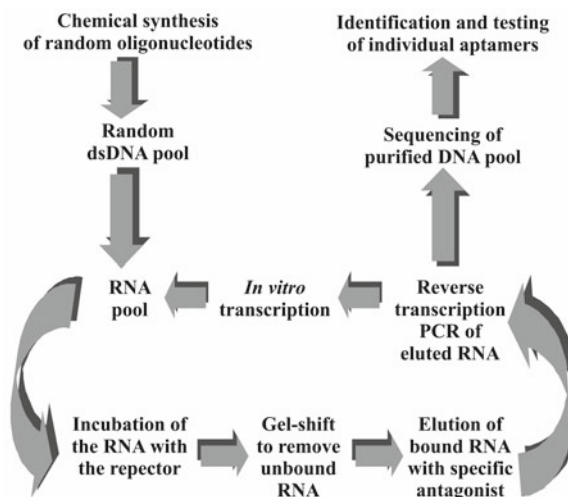 Chemical synthesis
of random oligonucleotides
Random
dsDNA pool
RNA
pool
Incubation of
the RNA with
the repector
Gel-shift
to remove
unbound
RNA
Elution of
bound RNA
with specific
antagonist
Reverse
transcription
PCR of
eluted RNA
In vitro
transcription
Sequencing of
purified DNA pool
Identification and testing
of individual aptamers